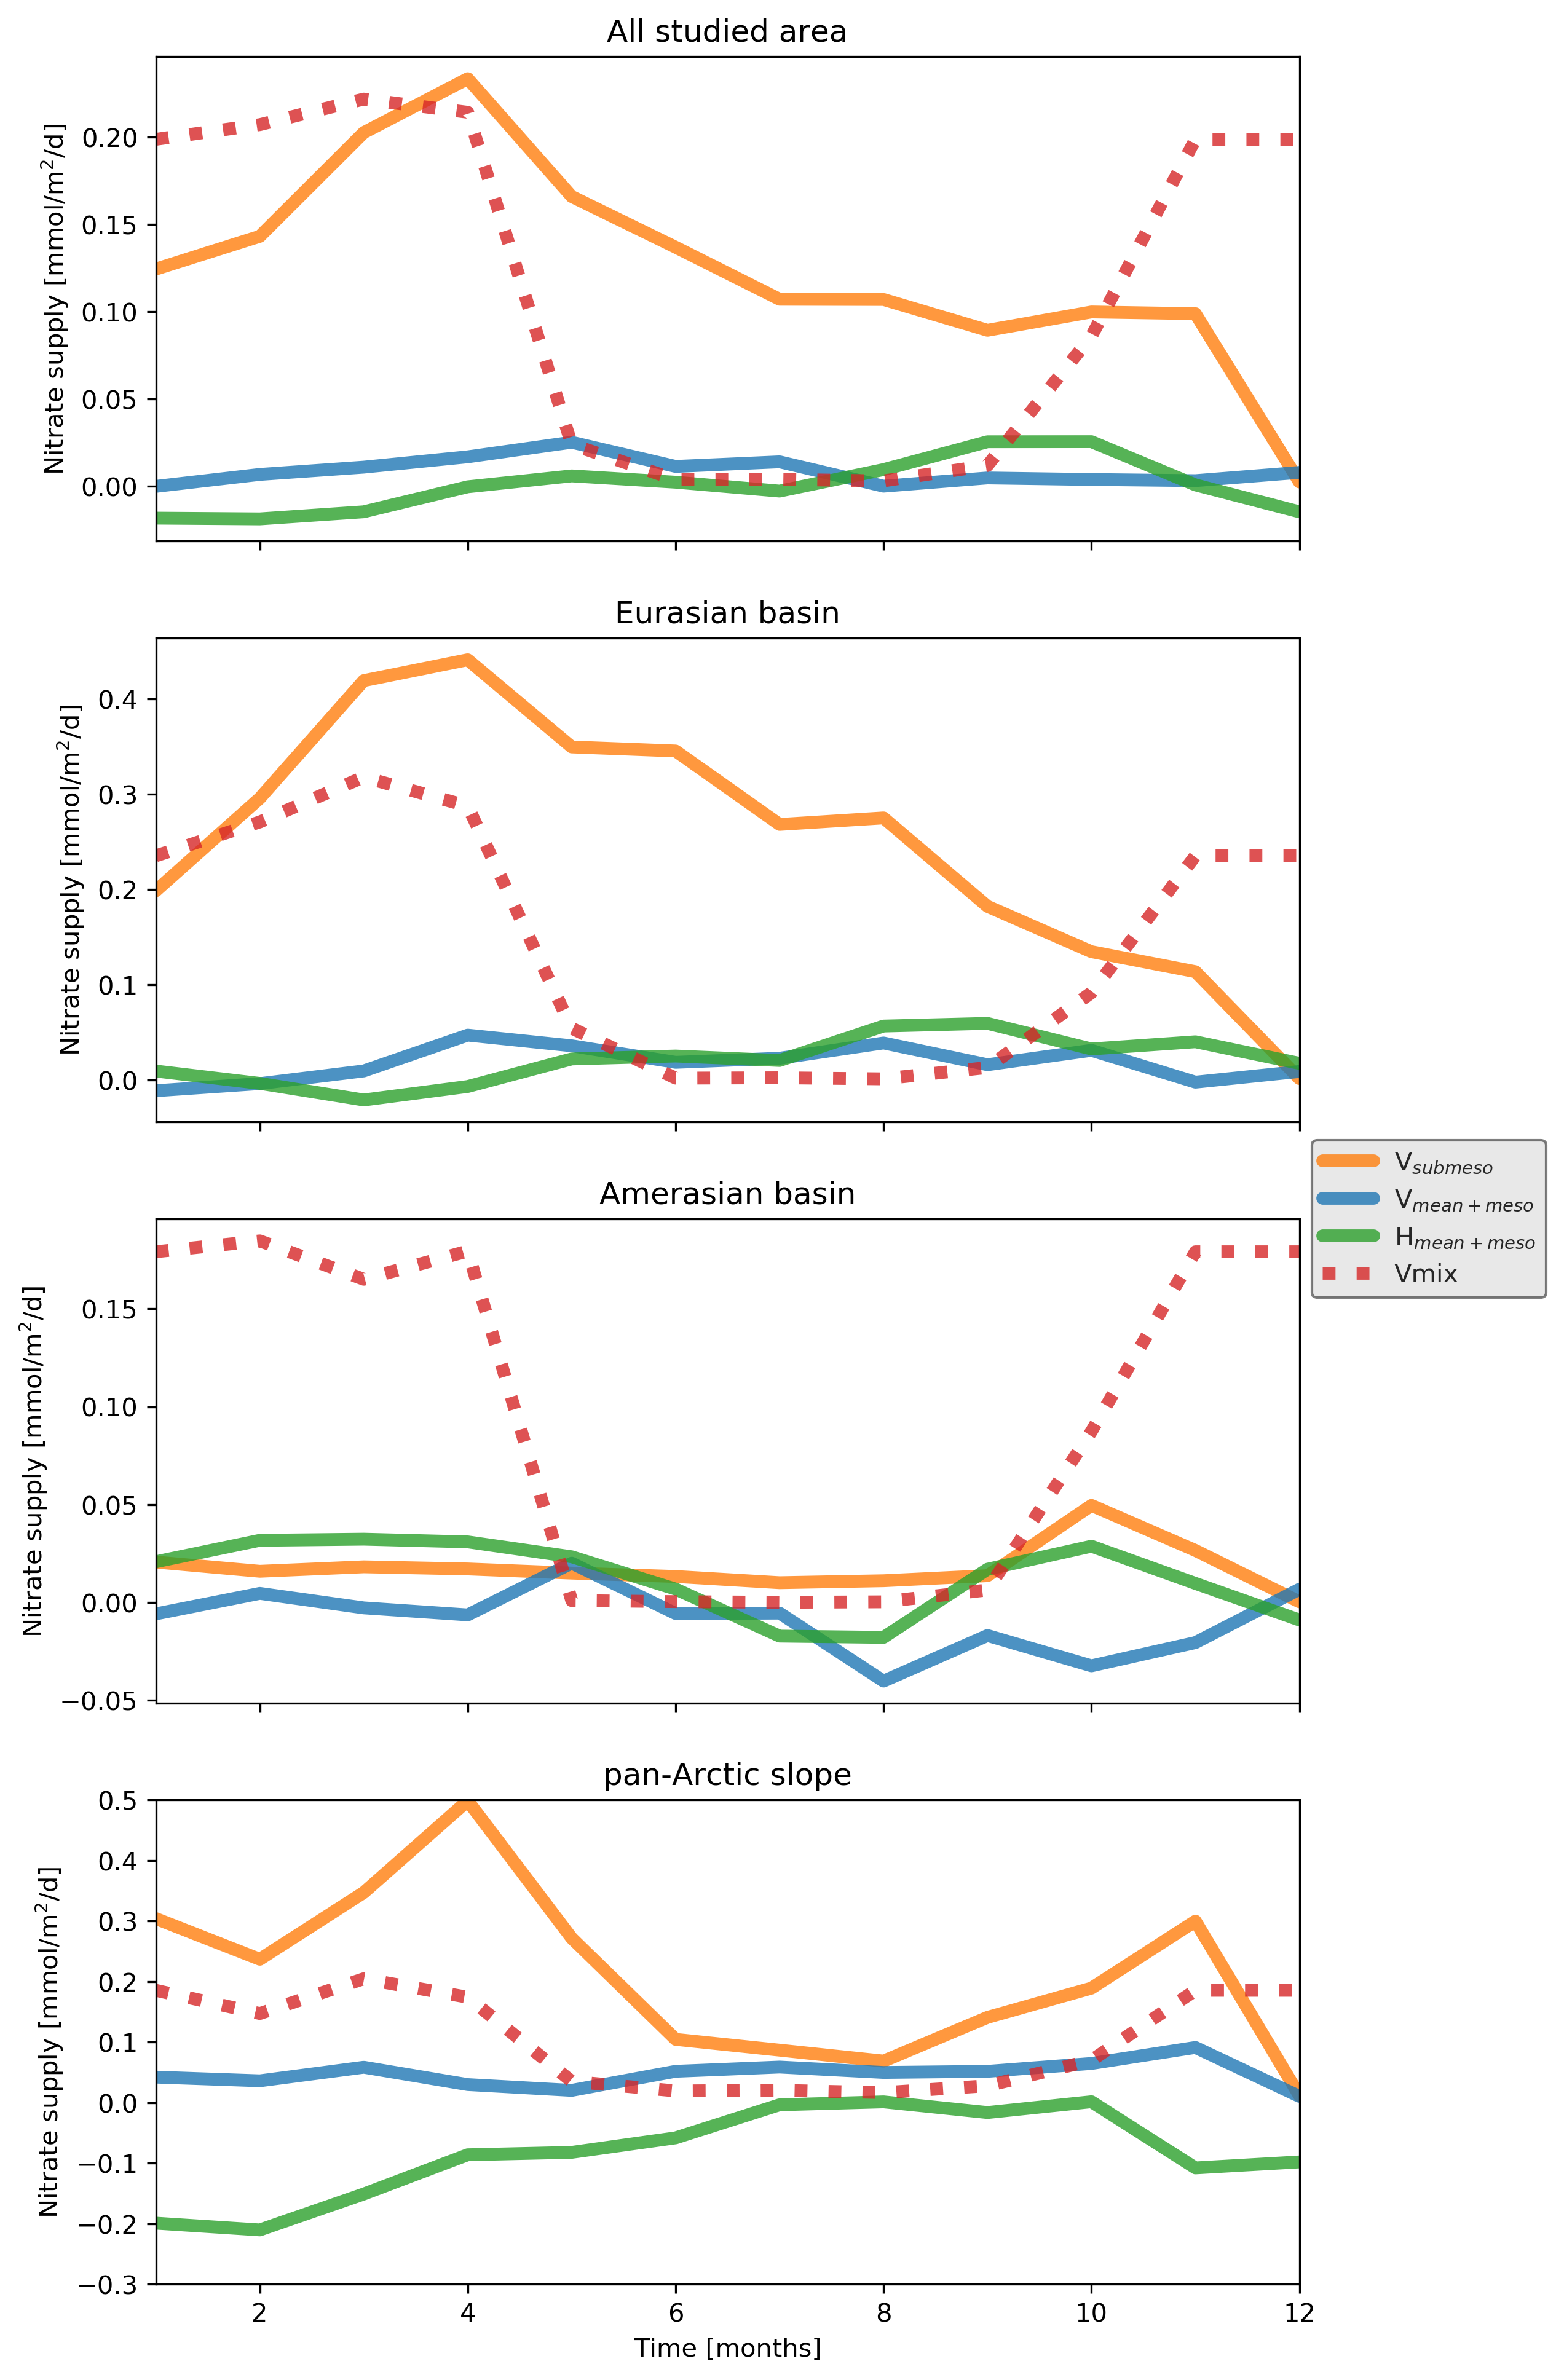 All studied area
Nitrate supply [mmol/m²/d]
0.20
0.15
0.10
0.05
0.00
Eurasian basin
Nitrate supply [mmol/m²/d]
0.4
0.3
0.2
0.1
0.0
Amerasian basin
Nitrate supply [mmol/m²/d]
0.15
0.10
0.05
0.00
−0.05
V_submeso
V_mean+meso
H_mean+meso
Vmix
pan-Arctic slope
Nitrate supply [mmol/m²/d]
0.5
0.4
0.3
0.2
0.1
0.0
−0.1
−0.2
−0.3
2 4 6 8 10 12
Time [months]